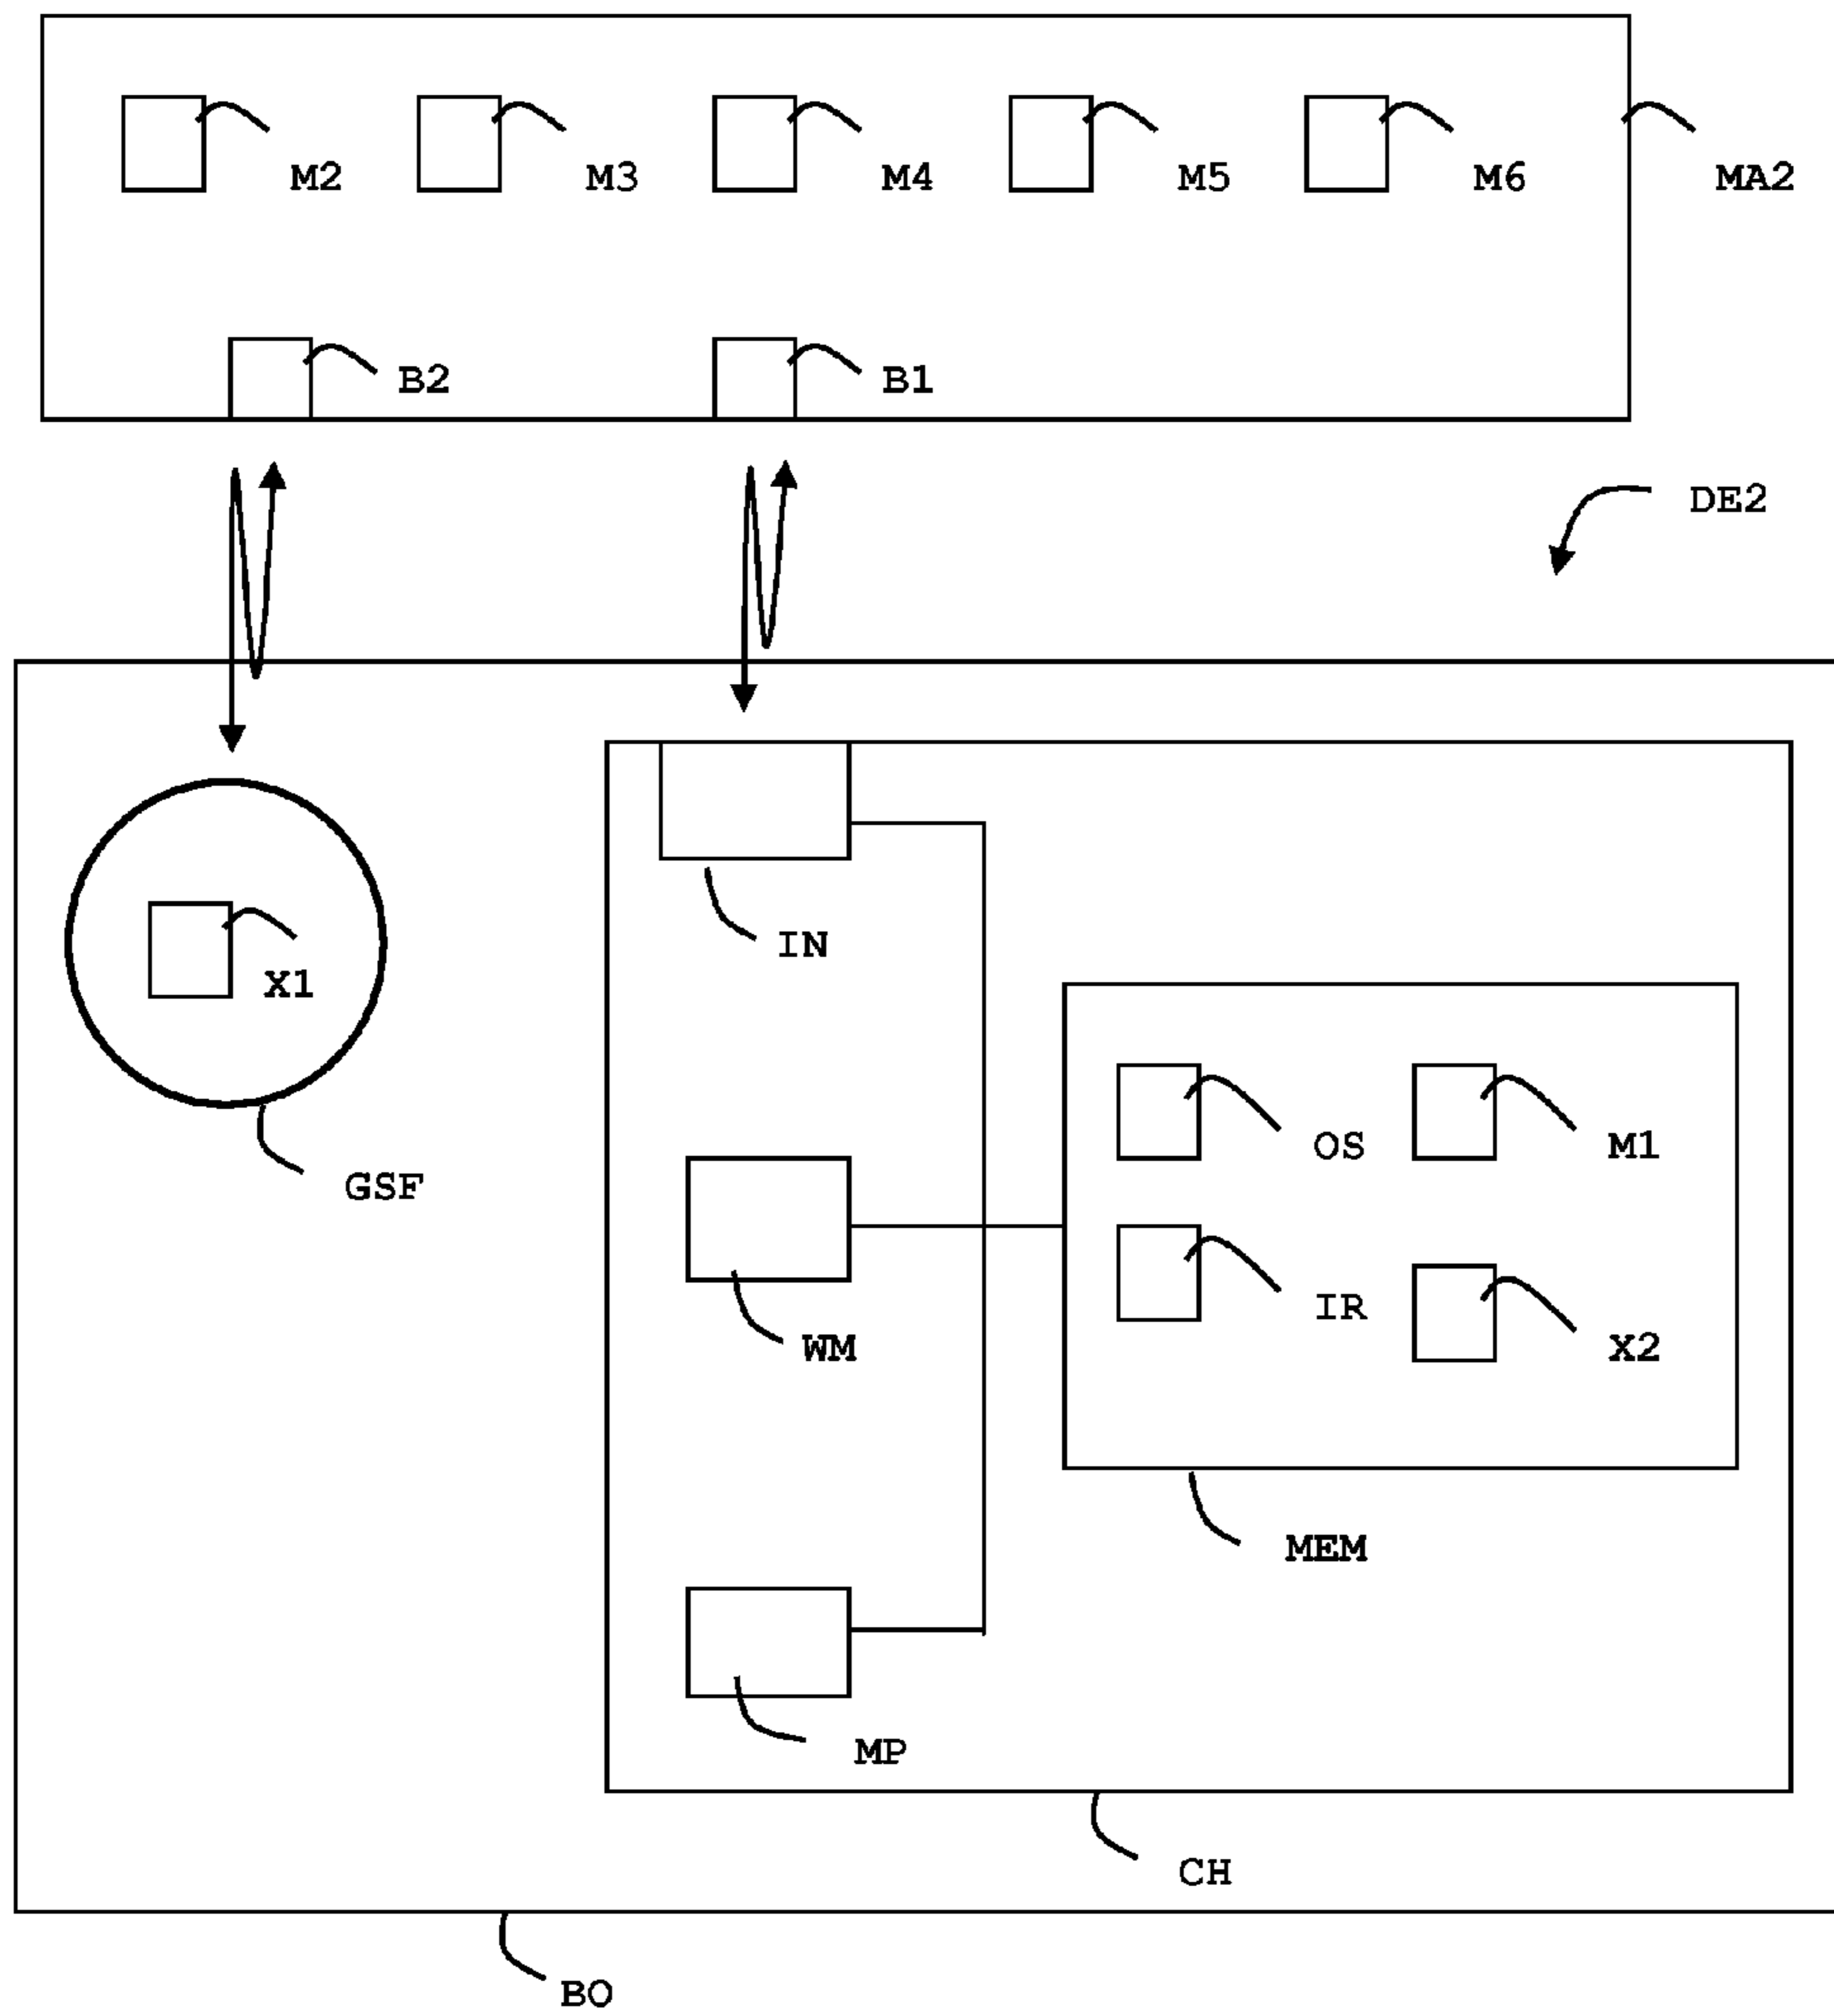 M2 M3 M4 M5 M6 MA2
B2 B1
DE2
IN
X1
OS M1
GSF
IR
WM X2
MEM
MP
CH
BO